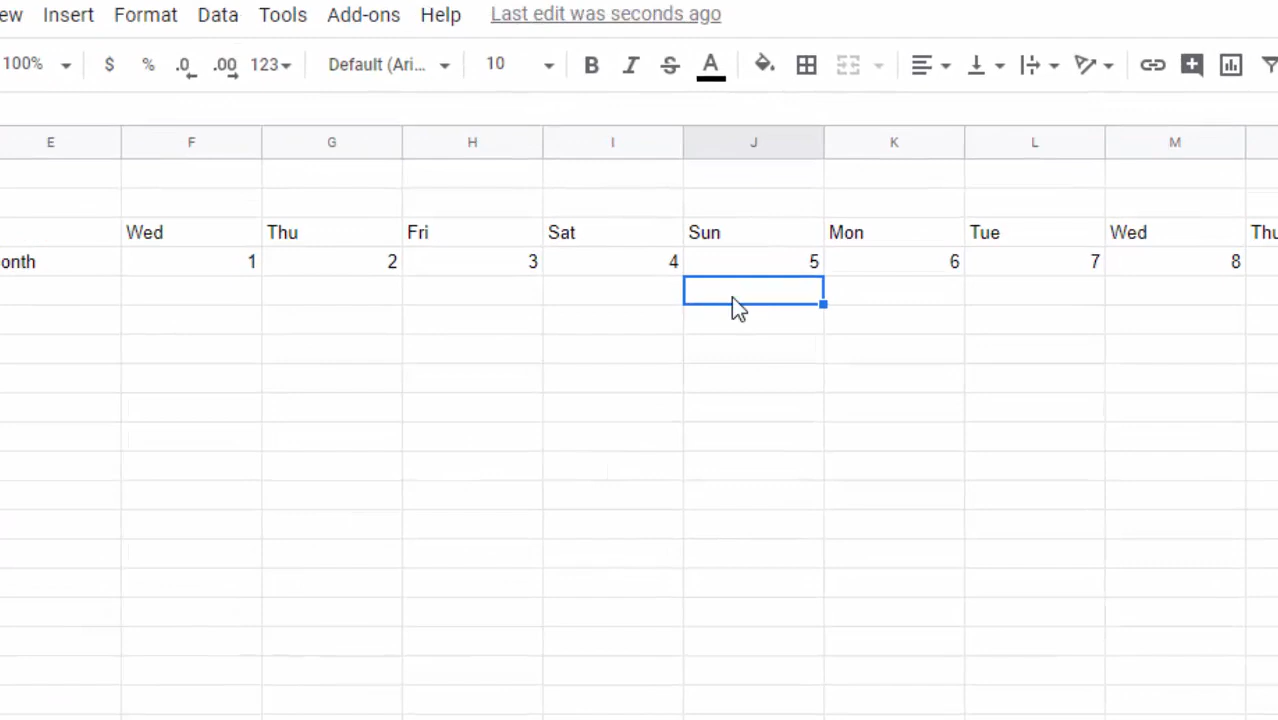 ew Insert Format Data Tools Add-ons Help Last edit was seconds ago
100% $ % .0 .00 123 Default (Ari... 10 B I S A
E F G H I J K L M
Wed Thu Fri Sat Sun Mon Tue Wed Thu
onth 1 2 3 4 5 6 7 8